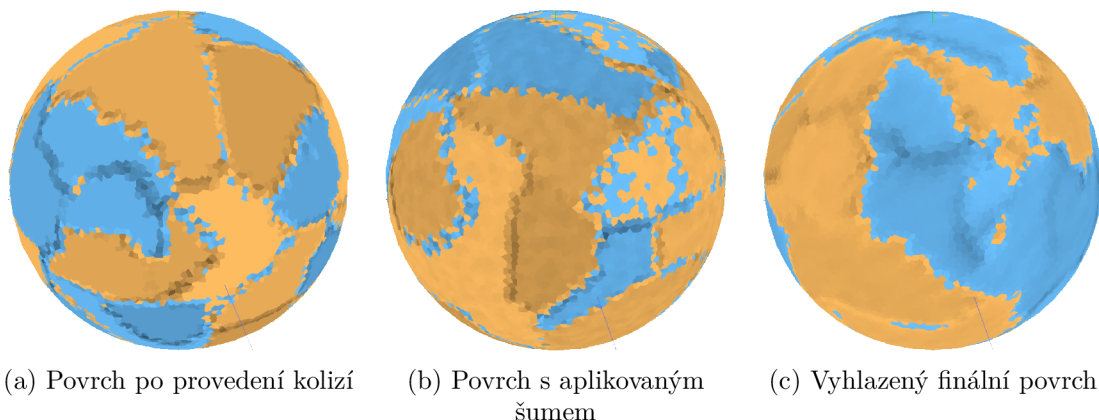 (a) Povrch po provedení kolizí
(b) Povrch s aplikovaným
šumem
(c) Vyhlazený finální povrch